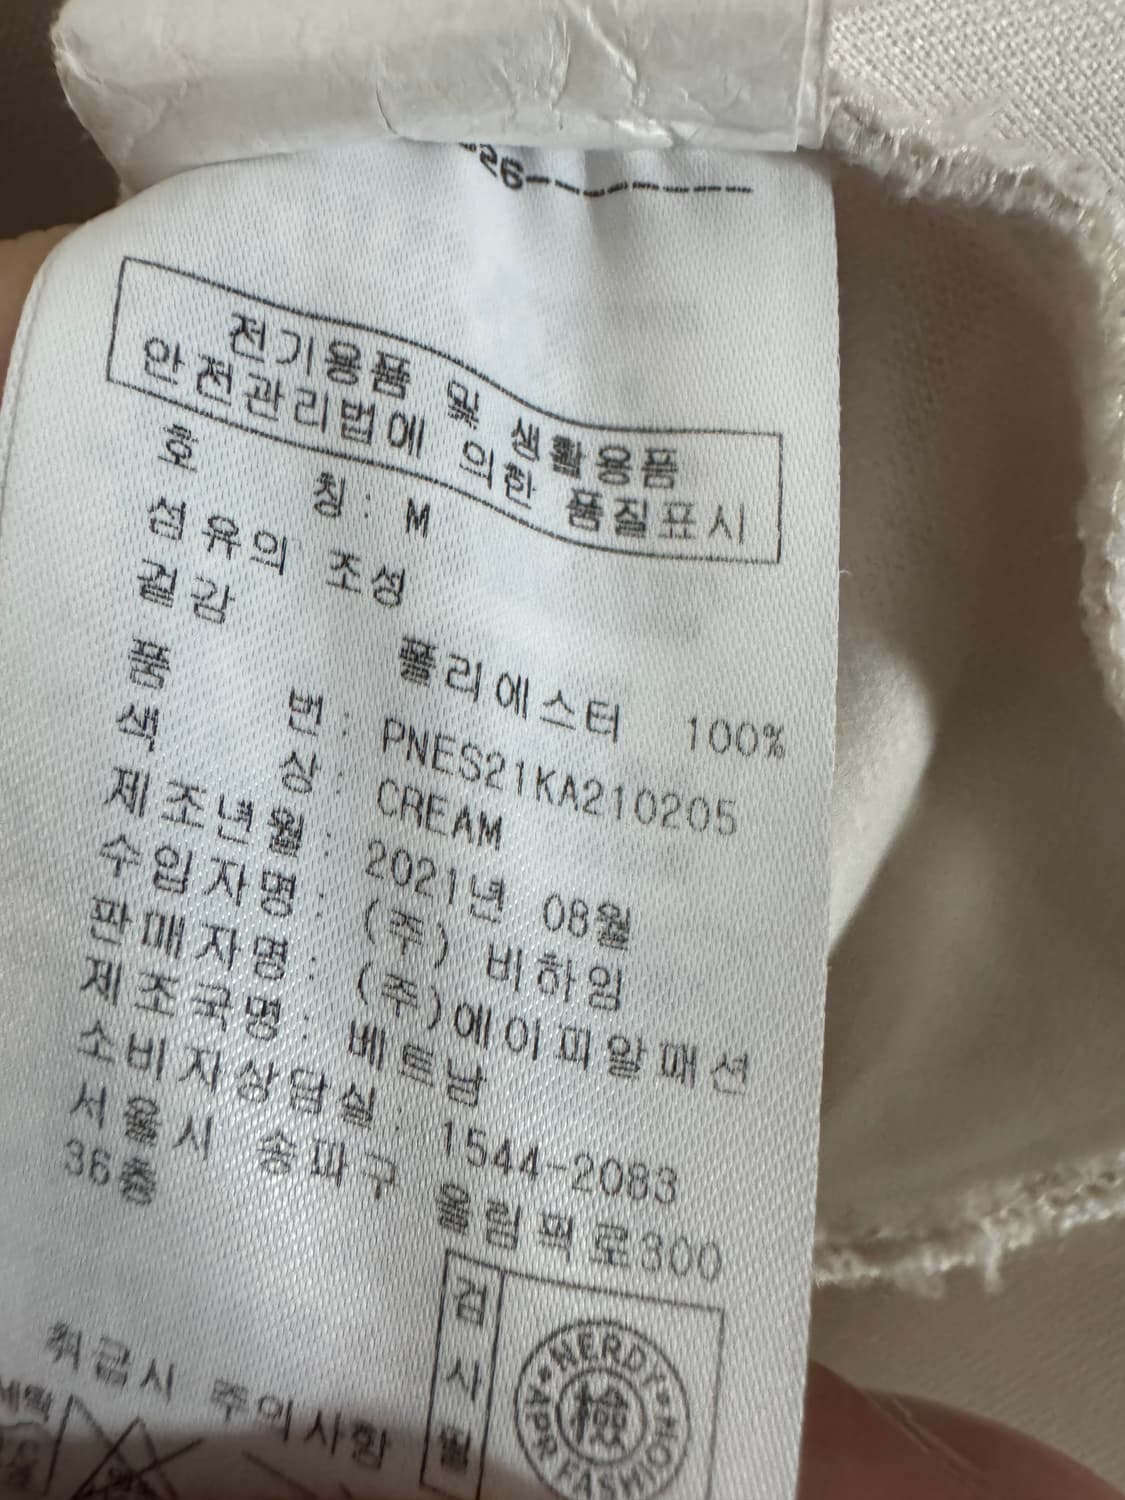 26---------
전기용품 및 생활용품
안전관리법에 의한 품질표시
호 칭: M
섬유의 조성
겉감
폴리에스터 100%
품 번: PNES21KA210205
색 상: CREAM
제조년월: 2021년 08월
수입자명: (주) 비하임
판매자명: (주)에이피알패션
제조국명: 베트남
소비자상담실: 1544-2083
서울시 송파구 올림픽로300
36층
검사필
NERDY
APR FASHION
檢
취급시 주의사항
세탁